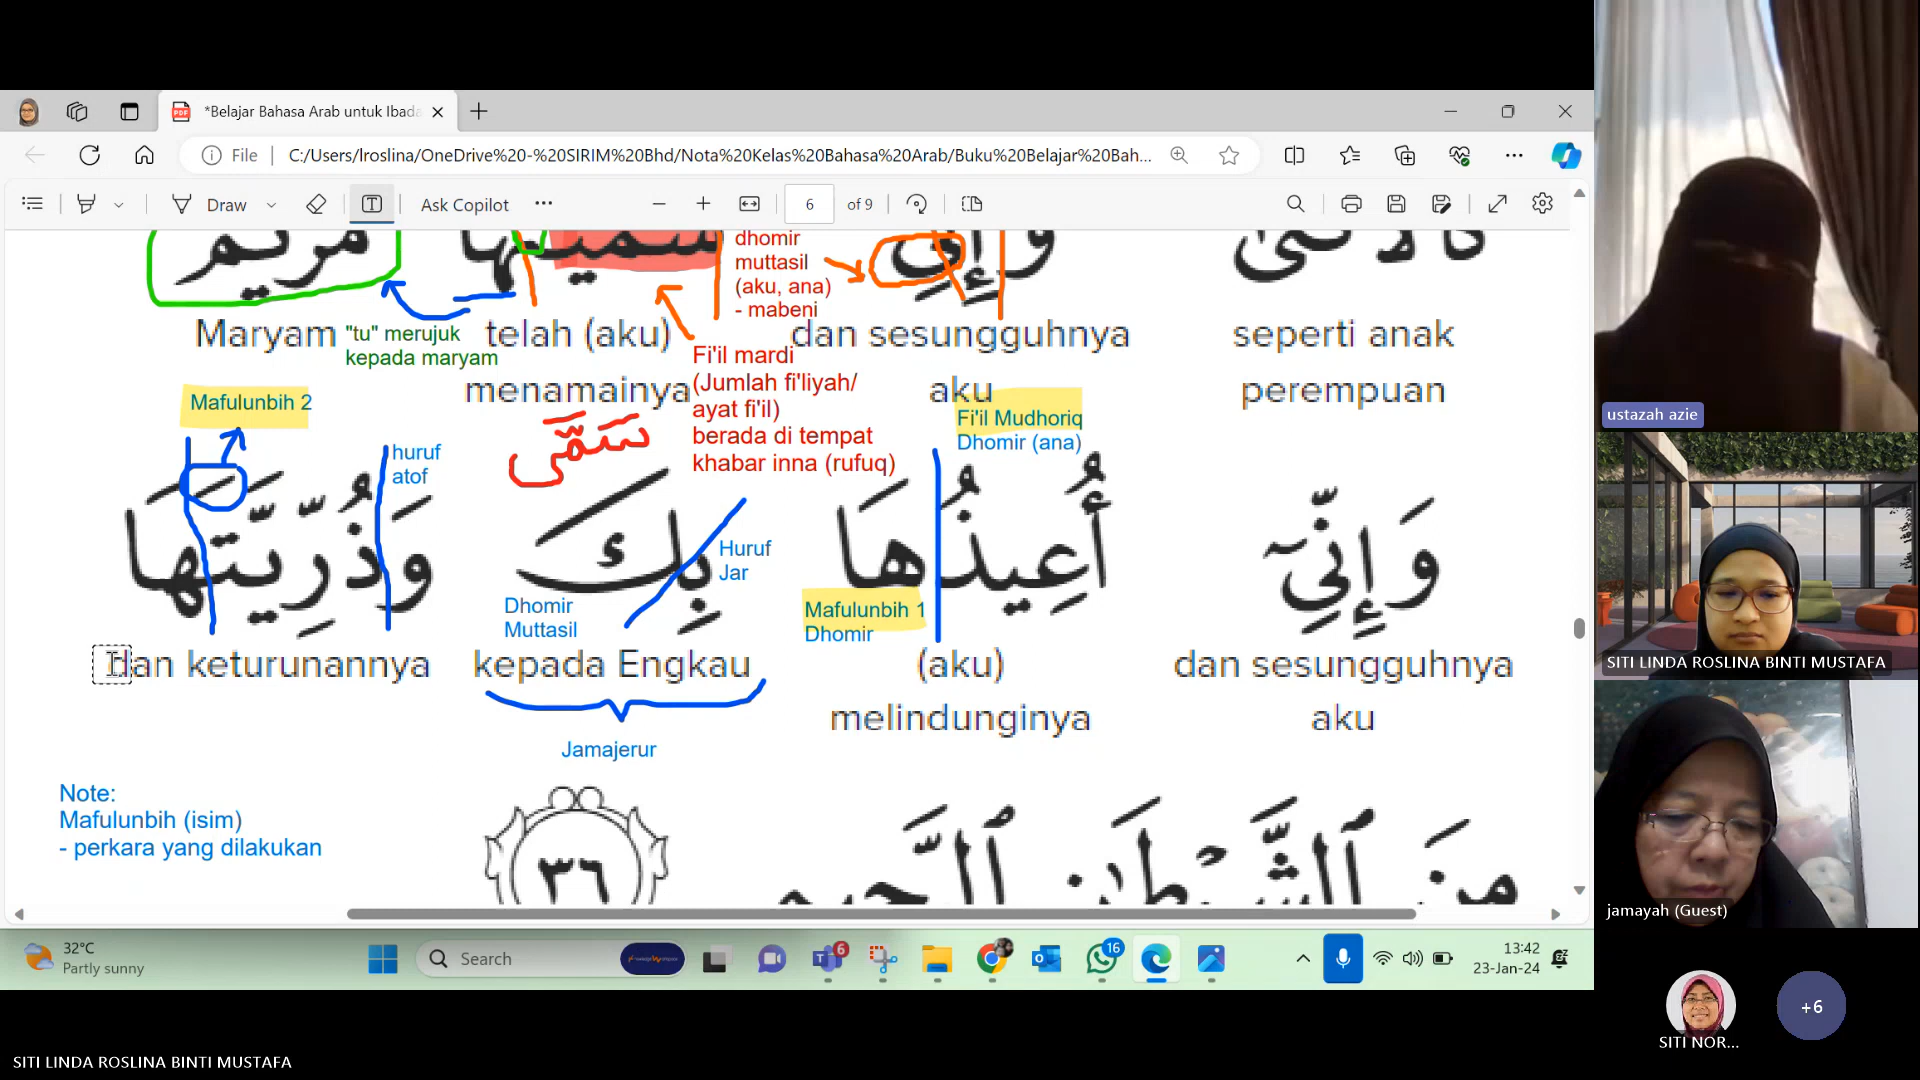 *Belajar Bahasa Arab untuk Ibada
File
C:/Users/lroslina/OneDrive%20-%20SIRIM%20Bhd/Nota%20Kelas%20Bahasa%20Arab/Buku%20Belajar%20Bah...
Draw
Ask Copilot
6
of 9
dhomir
muttasil
(aku, ana)
- mabeni
Maryam
"tu" merujuk
kepada maryam
telah (aku)
menamainya
Fi'il mardi
(Jumlah fi'liyah/
ayat fi'il)
berada di tempat
khabar inna (rufuq)
dan sesungguhnya
aku
seperti anak
perempuan
Mafulunbih 2
huruf
atof
سَمَّى
Fi'il Mudhoriq
Dhomir (ana)
وَإِنِّيٓ
أُعِيذُهَا
بِكَ
وَذُرِّيَّتَهَا
Huruf
Jar
Dhomir
Muttasil
Mafulunbih 1
Dhomir
dan keturunannya
kepada Engkau
(aku)
melindunginya
dan sesungguhnya
aku
Jamajerur
Note:
Mafulunbih (isim)
- perkara yang dilakukan
مِنَ ٱلشَّيْطَٰنِ ٱلرَّجِيمِ
٣٦
32°C
Partly sunny
Search
6
16
13:42
23-Jan-24
ustazah azie
SITI LINDA ROSLINA BINTI MUSTAFA
jamayah (Guest)
SITI NOR...
+6
SITI LINDA ROSLINA BINTI MUSTAFA